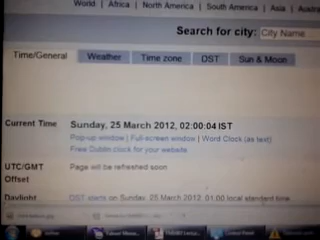 World | Africa | North America | South America | Asia | Austra
Search for city: City Name ...
Time/General Weather Time zone DST Sun & Moon
Current Time Sunday, 25 March 2012, 02:00:04 IST
Pop-up window | Full-screen window | Word Clock (as text)
Free Dublin clock for your website
UTC/GMT Page will be refreshed soon
Offset
Daylight DST starts on Sunday, 25 March 2012, 01:00 local standard time
Control Panel